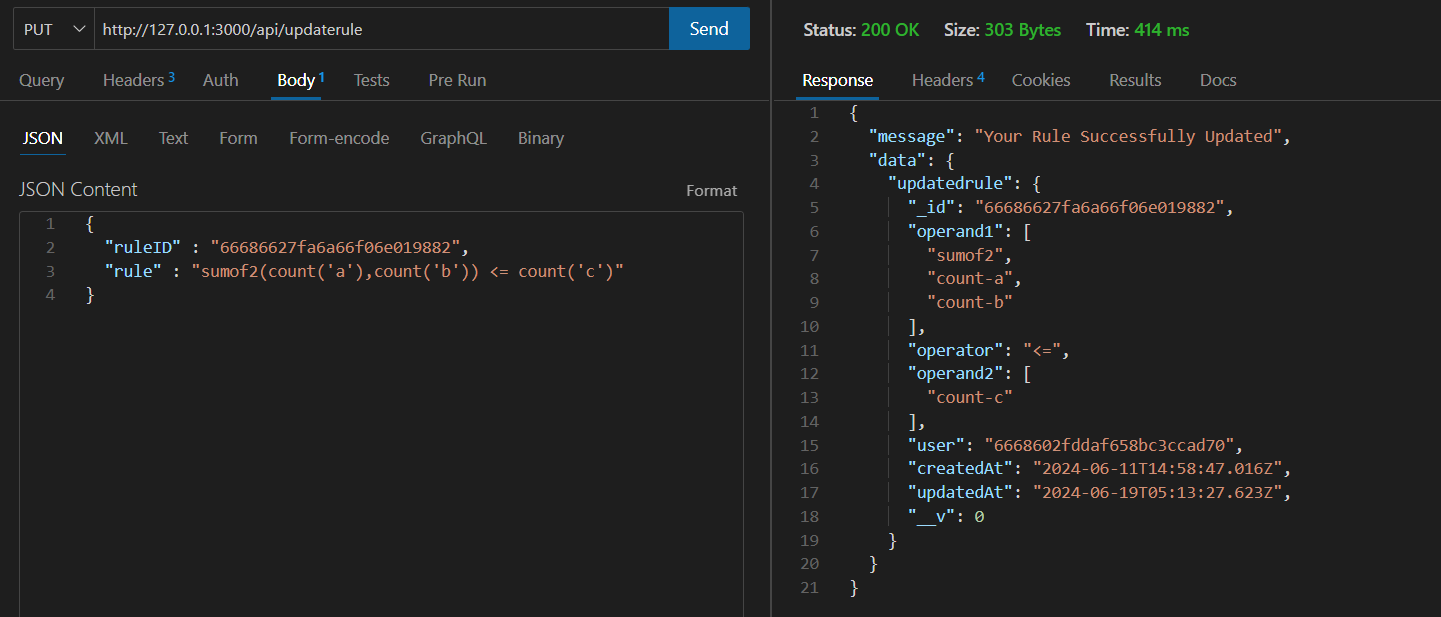 PUT http://127.0.0.1:3000/api/updaterule Send
Query Headers 3 Auth Body 1 Tests Pre Run
JSON XML Text Form Form-encode GraphQL Binary
JSON Content Format
1 {
2 "ruleID" : "66686627fa6a66f06e019882",
3 "rule" : "sumof2(count('a'),count('b')) <= count('c')"
4 }
Status: 200 OK Size: 303 Bytes Time: 414 ms
Response Headers 4 Cookies Results Docs
1 {
2 "message": "Your Rule Successfully Updated",
3 "data": {
4 "updatedrule": {
5 "_id": "66686627fa6a66f06e019882",
6 "operand1": [
7 "sumof2",
8 "count-a",
9 "count-b"
10 ],
11 "operator": "<=",
12 "operand2": [
13 "count-c"
14 ],
15 "user": "6668602fddaf658bc3ccad70",
16 "createdAt": "2024-06-11T14:58:47.016Z",
17 "updatedAt": "2024-06-19T05:13:27.623Z",
18 "__v": 0
19 }
20 }
21 }